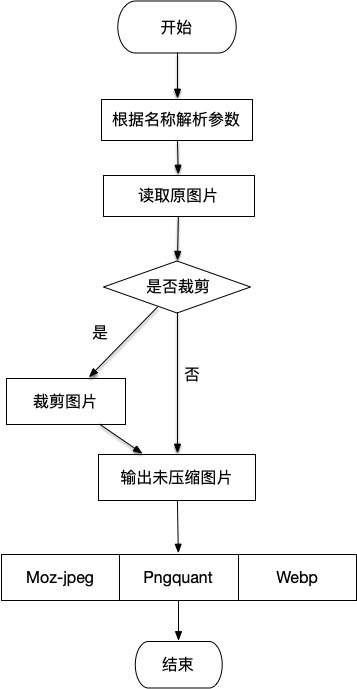 开始
根据名称解析参数
读取原图片
是否裁剪
是
否
裁剪图片
输出未压缩图片
Moz-jpeg
Pngquant
Webp
结束